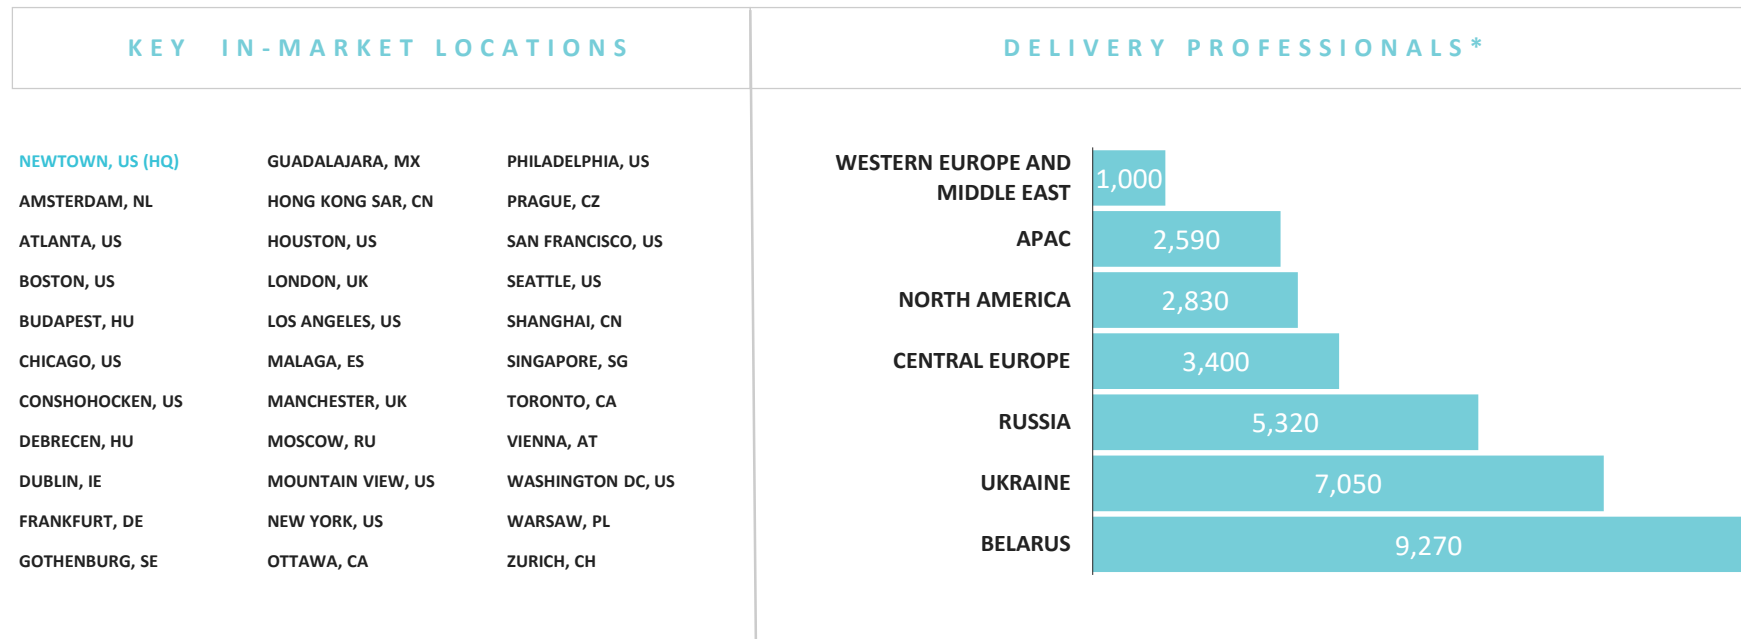 KEY IN-MARKET LOCATIONS
NEWTOWN, US (HQ)
AMSTERDAM, NL
ATLANTA, US
BOSTON, US
BUDAPEST, HU
CHICAGO, US
CONSHOHOCKEN, US
DEBRECEN, HU
DUBLIN, IE
FRANKFURT, DE
GOTHENBURG, SE
GUADALAJARA, MX
HONG KONG SAR, CN
HOUSTON, US
LONDON, UK
LOS ANGELES, US
MALAGA, ES
MANCHESTER, UK
MOSCOW, RU
MOUNTAIN VIEW, US
NEW YORK, US
OTTAWA, CA
PHILADELPHIA, US
PRAGUE, CZ
SAN FRANCISCO, US
SEATTLE, US
SHANGHAI, CN
SINGAPORE, SG
TORONTO, CA
VIENNA, AT
WASHINGTON DC, US
WARSAW, PL
ZURICH, CH
DELIVERY PROFESSIONALS*
WESTERN EUROPE AND
MIDDLE EAST
1,000
APAC
2,590
NORTH AMERICA
2,830
CENTRAL EUROPE
3,400
RUSSIA
5,320
UKRAINE
7,050
BELARUS
9,270